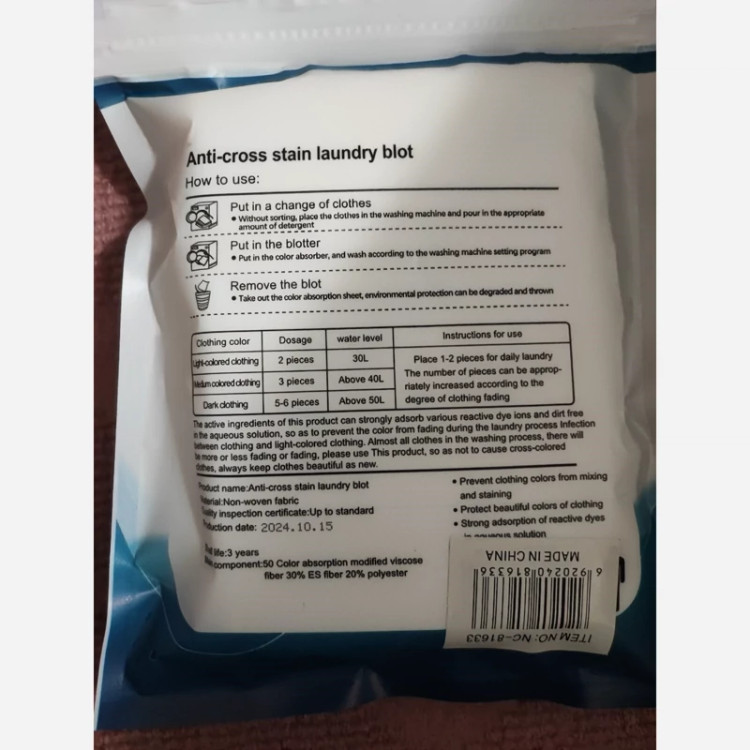 Anti-cross stain laundry blot
How to use:
Put in a change of clothes
• Without sorting, place the clothes in the washing machine and pour in the appropriate
amount of detergent
Put in the blotter
• Put in the color absorber, and wash according to the washing machine setting program
Remove the blot
• Take out the color absorption sheet, environmental protection can be degraded and thrown
Clothing color Dosage water level Instructions for use
Light-colored clothing 2 pieces 30L Place 1-2 pieces for daily laundry
The number of pieces can be approp-
Medium colored clothing 3 pieces Above 40L riately increased according to the
Dark clothing 5-6 pieces Above 50L degree of clothing fading
The active ingredients of this product can strongly adsorb various reactive dye ions and dirt free
in the aqueous solution, so as to prevent the color from fading during the laundry process Infection
between clothing and light-colored clothing. Almost all clothes in the washing process, there will
be more or less fading or fading, please use This product, so as not to cause cross-colored
clothes, always keep clothes beautiful as new.
Product name:Anti-cross stain laundry blot
Material:Non-woven fabric
Quality inspection certificate:Up to standard
Production date: 2024.10.15
life:3 years
component:50 Color absorption modified viscose
fiber 30% ES fiber 20% polyester
• Prevent clothing colors from mixing
and staining
• Protect beautiful colors of clothing
• Strong adsorption of reactive dyes
in aqueous solution
ITEM NO: NC-81633
6 920240 816336
MADE IN CHINA